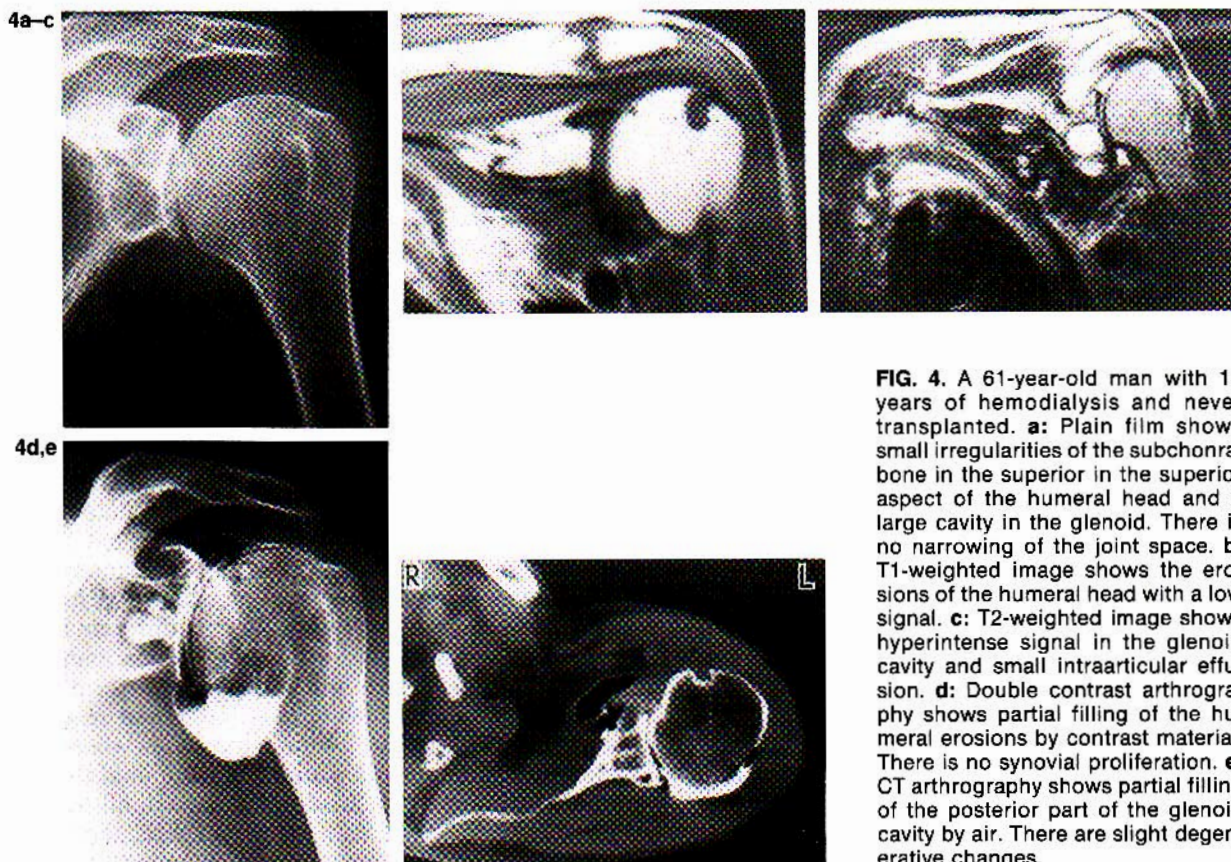 4a–c
4d,e
R L
FIG. 4. A 61-year-old man with 1
years of hemodialysis and neve
transplanted. a: Plain film show
small irregularities of the subchonra
bone in the superior in the superio
aspect of the humeral head and
large cavity in the glenoid. There i
no narrowing of the joint space. b
T1-weighted image shows the ero
sions of the humeral head with a low
signal. c: T2-weighted image show
hyperintense signal in the glenoi
cavity and small intraarticular effu
sion. d: Double contrast arthrogra
phy shows partial filling of the hu
meral erosions by contrast material
There is no synovial proliferation. e
CT arthrography shows partial filling
of the posterior part of the glenoi
cavity by air. There are slight degen
erative changes.